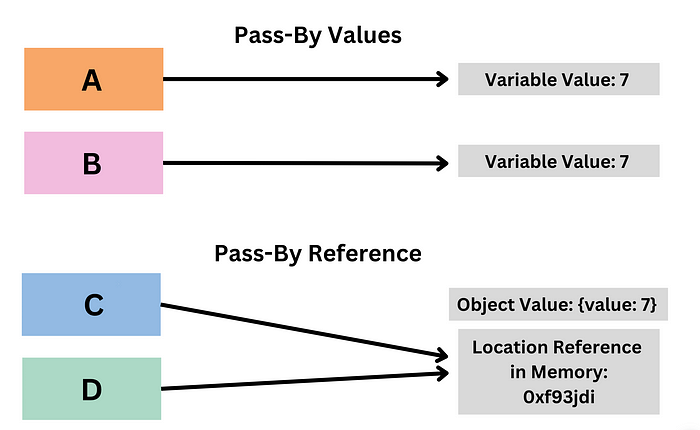 Pass-By Values
A
Variable Value: 7
B
Variable Value: 7
Pass-By Reference
C
Object Value: {value: 7}
Location Reference
in Memory:
0xf93jdi
D